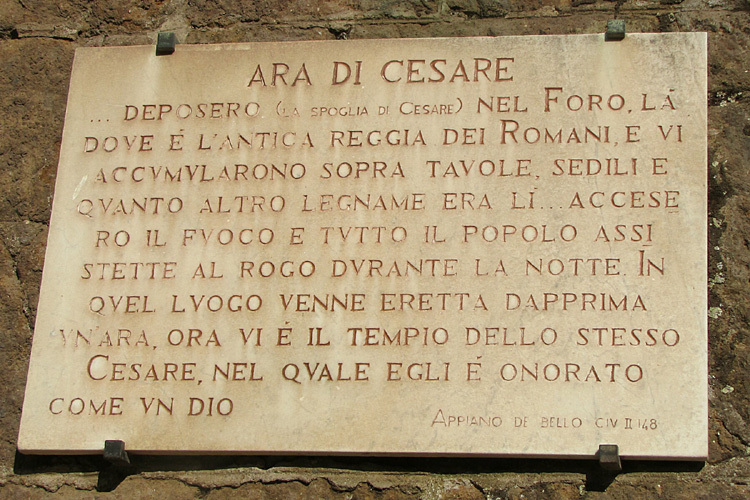 ARA DI CESARE
... DEPOSERO (LA SPOGLIA DI CESARE) NEL FORO, LÁ
DOVE É L'ANTICA REGGIA DEI ROMANI, E VI
ACCVMVLARONO SOPRA TAVOLE, SEDILI E
QVANTO ALTRO LEGNAME ERA LÍ... ACCESE
RO IL FVOCO E TVTTO IL POPOLO ASSI
STETTE AL ROGO DVRANTE LA NOTTE. IN
QVEL LVOGO VENNE ERETTA DAPPRIMA
VN'ARA, ORA VI É IL TEMPIO DELLO STESSO
CESARE, NEL QVALE EGLI É ONORATO
COME VN DIO
APPIANO DE BELLO CIV II 148